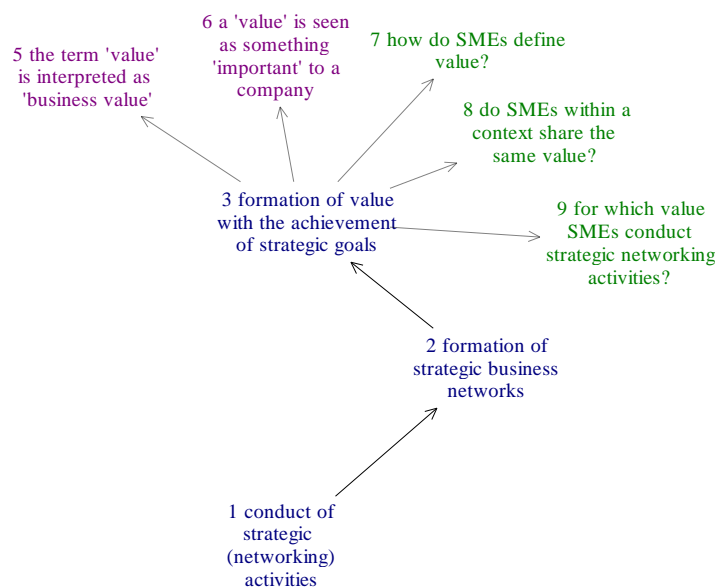 5 the term 'value'
is interpreted as
'business value'
6 a 'value' is seen
as something
'important' to a
company
7 how do SMEs define
value?
8 do SMEs within a
context share the
same value?
3 formation of value
with the achievement
of strategic goals
9 for which value
SMEs conduct
strategic networking
activities?
2 formation of
strategic business
networks
1 conduct of
strategic
(networking)
activities